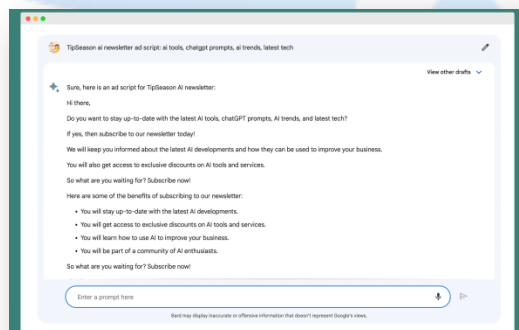 TipSeason ai newsletter ad script: ai tools, chatgpt prompts, ai trends, latest tech
View other drafts
Sure, here is an ad script for TipSeason AI newsletter:
Hi there,
Do you want to stay up-to-date with the latest AI tools, chatGPT prompts, AI trends, and latest tech?
If yes, then subscribe to our newsletter today!
We will keep you informed about the latest AI developments and how they can be used to improve your business.
You will also get access to exclusive discounts on AI tools and services.
So what are you waiting for? Subscribe now!
Here are some of the benefits of subscribing to our newsletter:
• You will stay up-to-date with the latest AI developments.
• You will get access to exclusive discounts on AI tools and services.
• You will learn how to use AI to improve your business.
• You will be part of a community of AI enthusiasts.
So what are you waiting for? Subscribe now!
Enter a prompt here
Bard may display inaccurate or offensive information that doesn't represent Google's views.